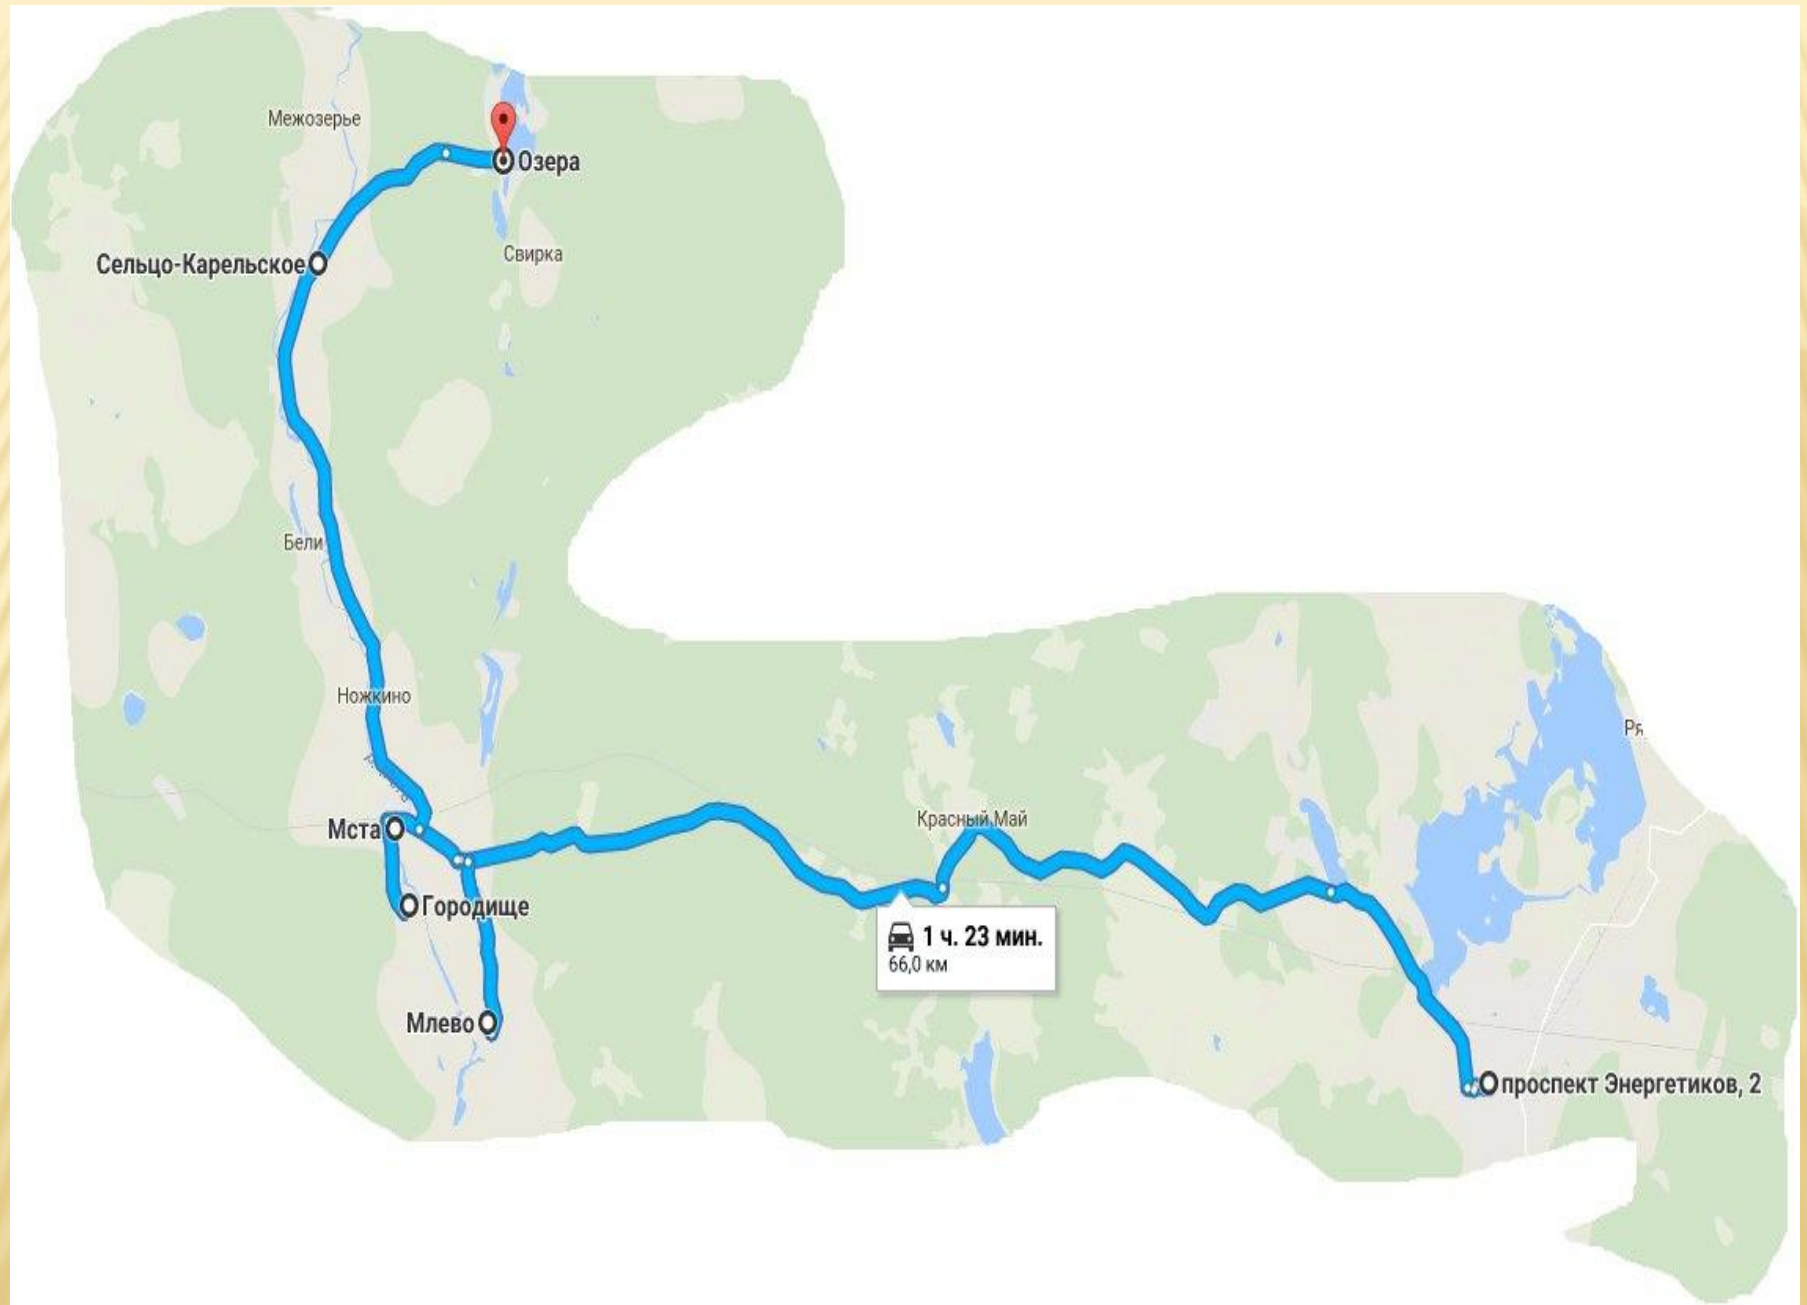 Межозерье
Озера
Свирка
Сельцо-Карельское
Бели
Ножкино
Ря
Мста
Красный Май
Городище
1 ч. 23 мин.
66,0 км
Млево
проспект Энергетиков, 2